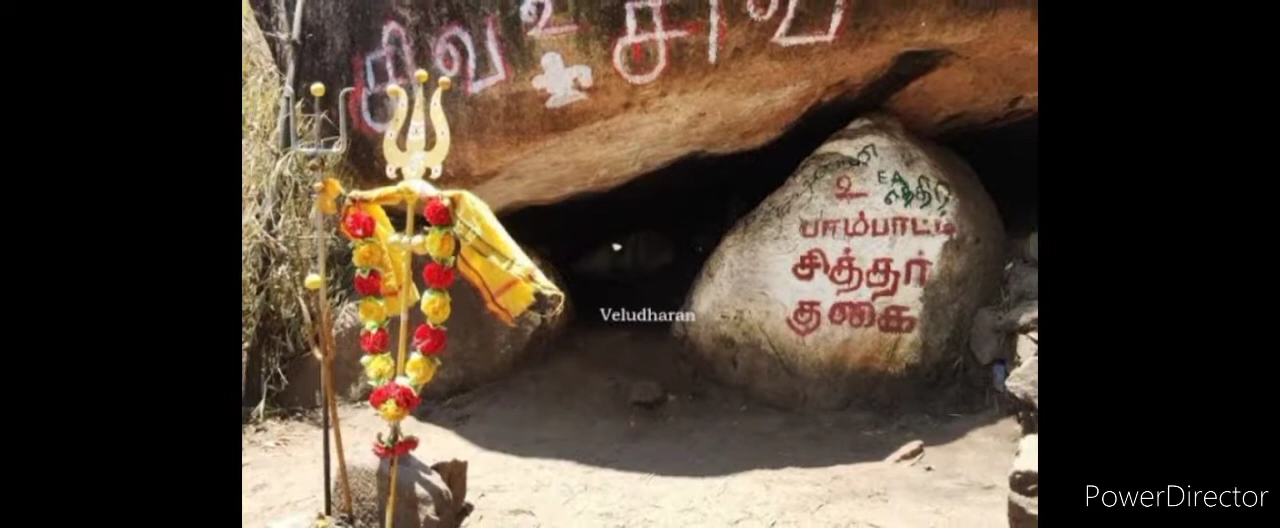 சிவ உ சிவ
உ
பாம்பாட்டி
சித்தர்
குகை
Veludharan
PowerDirector